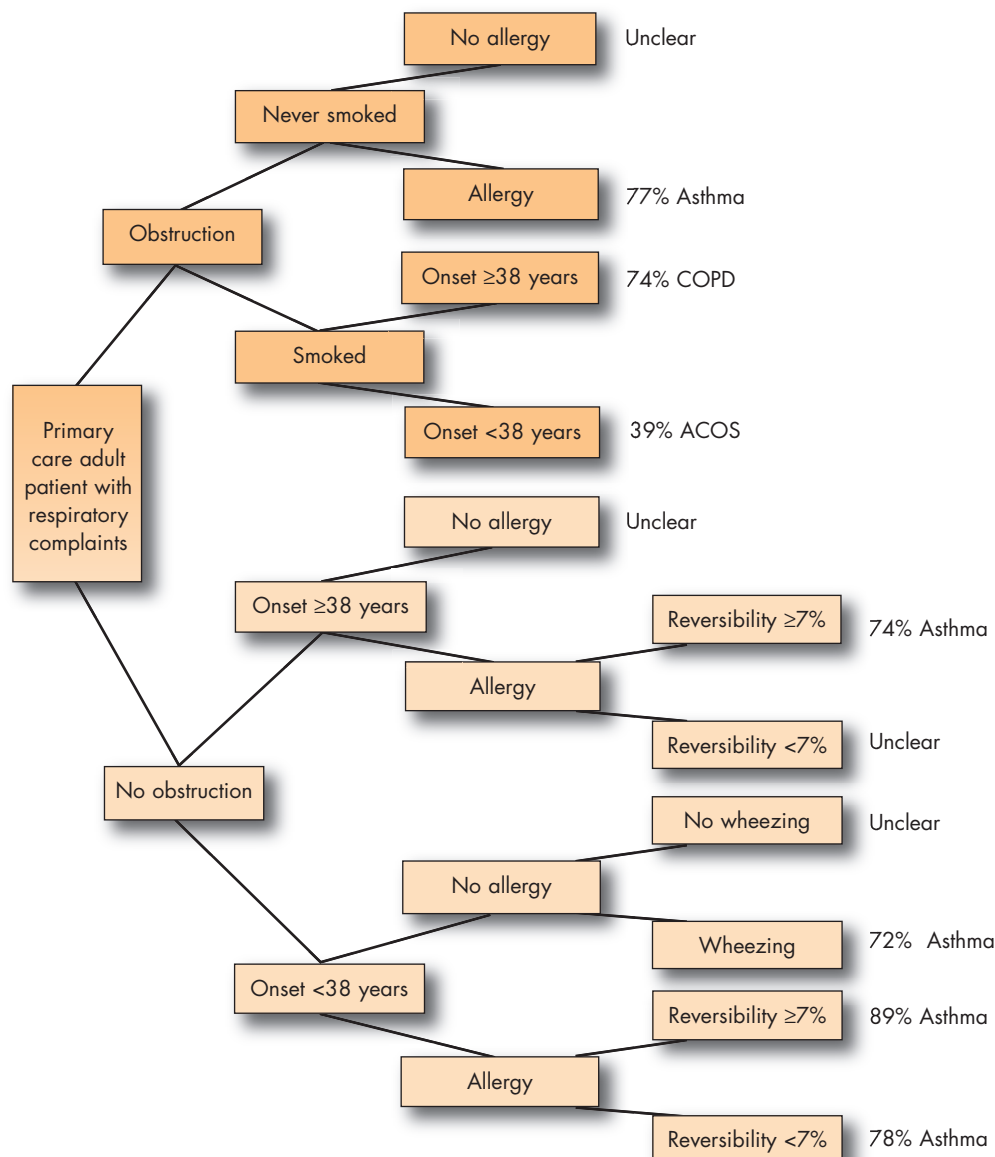 No allergy
Unclear
Never smoked
Allergy
77% Asthma
Obstruction
Onset ≥38 years
74% COPD
Smoked
Onset <38 years
39% ACOS
Primary
care adult
patient with
respiratory
complaints
No allergy
Unclear
Onset ≥38 years
Reversibility ≥7%
74% Asthma
Allergy
Reversibility <7%
Unclear
No obstruction
No wheezing
Unclear
No allergy
Wheezing
72% Asthma
Onset <38 years
Reversibility ≥7%
89% Asthma
Allergy
Reversibility <7%
78% Asthma